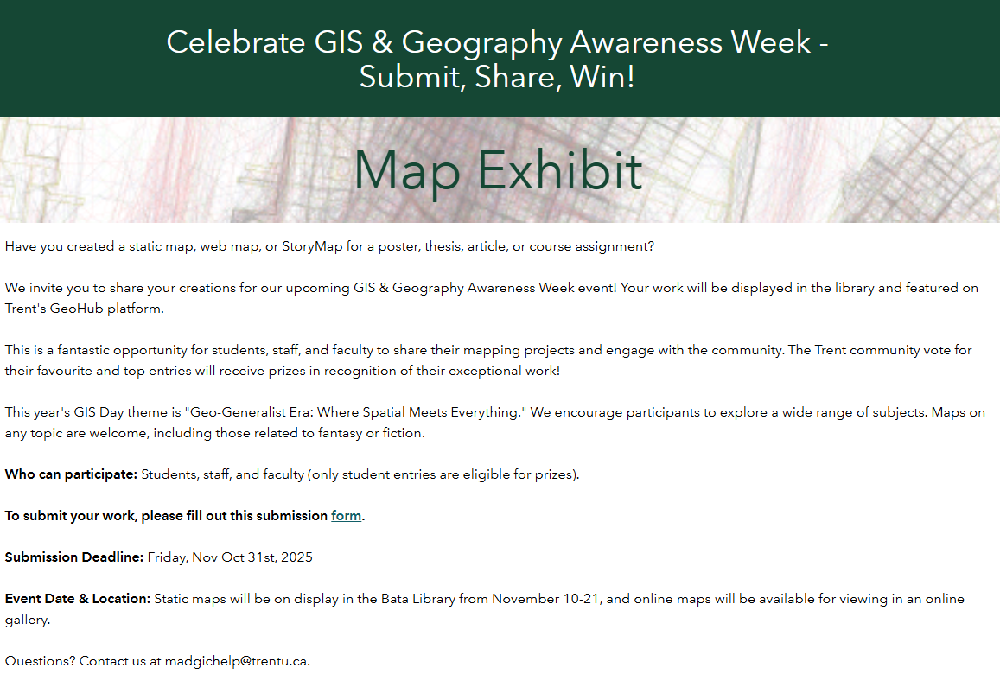 Celebrate GIS & Geography Awareness Week -
Submit, Share, Win!
Map Exhibit
Have you created a static map, web map, or StoryMap for a poster, thesis, article, or course assignment?
We invite you to share your creations for our upcoming GIS & Geography Awareness Week event! Your work will be displayed in the library and featured on
Trent's GeoHub platform.
This is a fantastic opportunity for students, staff, and faculty to share their mapping projects and engage with the community. The Trent community vote for
their favourite and top entries will receive prizes in recognition of their exceptional work!
This year's GIS Day theme is "Geo-Generalist Era: Where Spatial Meets Everything." We encourage participants to explore a wide range of subjects. Maps on
any topic are welcome, including those related to fantasy or fiction.
Who can participate: Students, staff, and faculty (only student entries are eligible for prizes).
To submit your work, please fill out this submission form.
Submission Deadline: Friday, Nov Oct 31st, 2025
Event Date & Location: Static maps will be on display in the Bata Library from November 10-21, and online maps will be available for viewing in an online
gallery.
Questions? Contact us at madgichelp@trentu.ca.